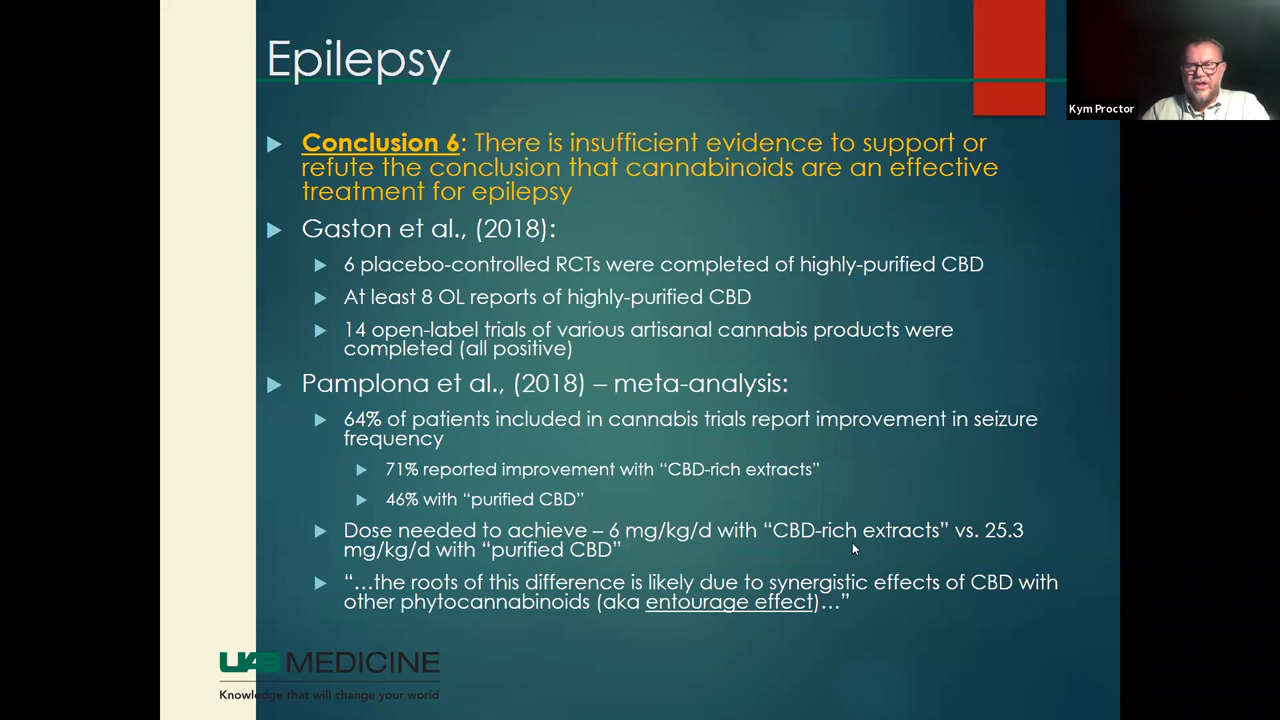 Epilepsy
Kym Proctor
Conclusion 6: There is insufficient evidence to support or
refute the conclusion that cannabinoids are an effective
treatment for epilepsy
Gaston et al., (2018):
6 placebo-controlled RCTs were completed of highly-purified CBD
At least 8 OL reports of highly-purified CBD
14 open-label trials of various artisanal cannabis products were
completed (all positive)
Pamplona et al., (2018) – meta-analysis:
64% of patients included in cannabis trials report improvement in seizure
frequency
71% reported improvement with “CBD-rich extracts”
46% with “purified CBD”
Dose needed to achieve – 6 mg/kg/d with “CBD-rich extracts” vs. 25.3
mg/kg/d with “purified CBD”
“…the roots of this difference is likely due to synergistic effects of CBD with
other phytocannabinoids (aka entourage effect)…”
UAB MEDICINE
Knowledge that will change your world